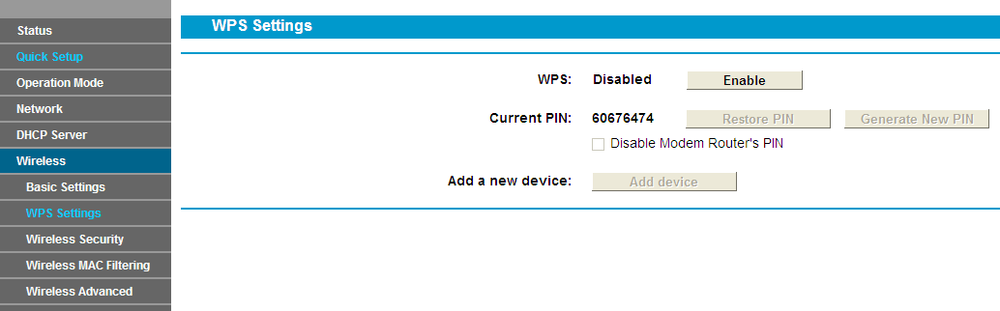 Status
Quick Setup
Operation Mode
Network
DHCP Server
Wireless
Basic Settings
WPS Settings
Wireless Security
Wireless MAC Filtering
Wireless Advanced
WPS Settings
WPS: Disabled Enable
Current PIN: 60676474 Restore PIN Generate New PIN
Disable Modem Router's PIN
Add a new device: Add device